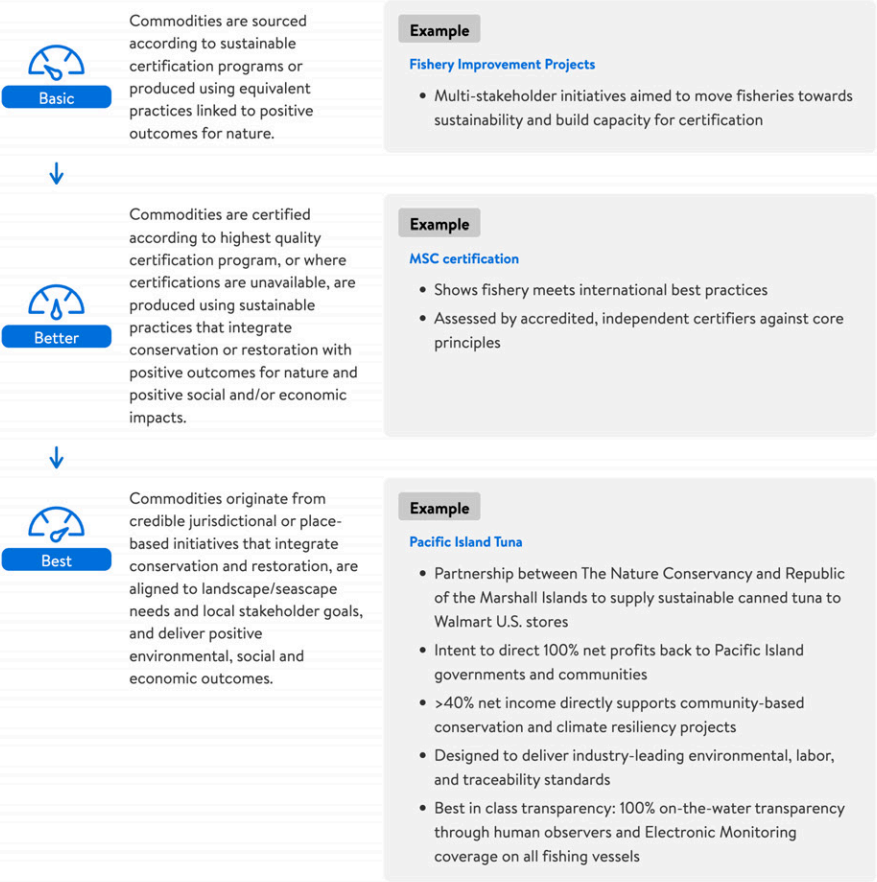 Commodities are sourced
according to sustainable
certification programs or
produced using equivalent
practices linked to positive
outcomes for nature.
Basic
Example
Fishery Improvement Projects
• Multi-stakeholder initiatives aimed to move fisheries towards
sustainability and build capacity for certification
Commodities are certified
according to highest quality
certification program, or where
certifications are unavailable, are
produced using sustainable
practices that integrate
conservation or restoration with
positive outcomes for nature and
positive social and/or economic
impacts.
Better
Example
MSC certification
• Shows fishery meets international best practices
• Assessed by accredited, independent certifiers against core
principles
Commodities originate from
credible jurisdictional or place-
based initiatives that integrate
conservation and restoration, are
aligned to landscape/seascape
needs and local stakeholder goals,
and deliver positive
environmental, social and
economic outcomes.
Best
Example
Pacific Island Tuna
• Partnership between The Nature Conservancy and Republic
of the Marshall Islands to supply sustainable canned tuna to
Walmart U.S. stores
• Intent to direct 100% net profits back to Pacific Island
governments and communities
• >40% net income directly supports community-based
conservation and climate resiliency projects
• Designed to deliver industry-leading environmental, labor,
and traceability standards
• Best in class transparency: 100% on-the-water transparency
through human observers and Electronic Monitoring
coverage on all fishing vessels